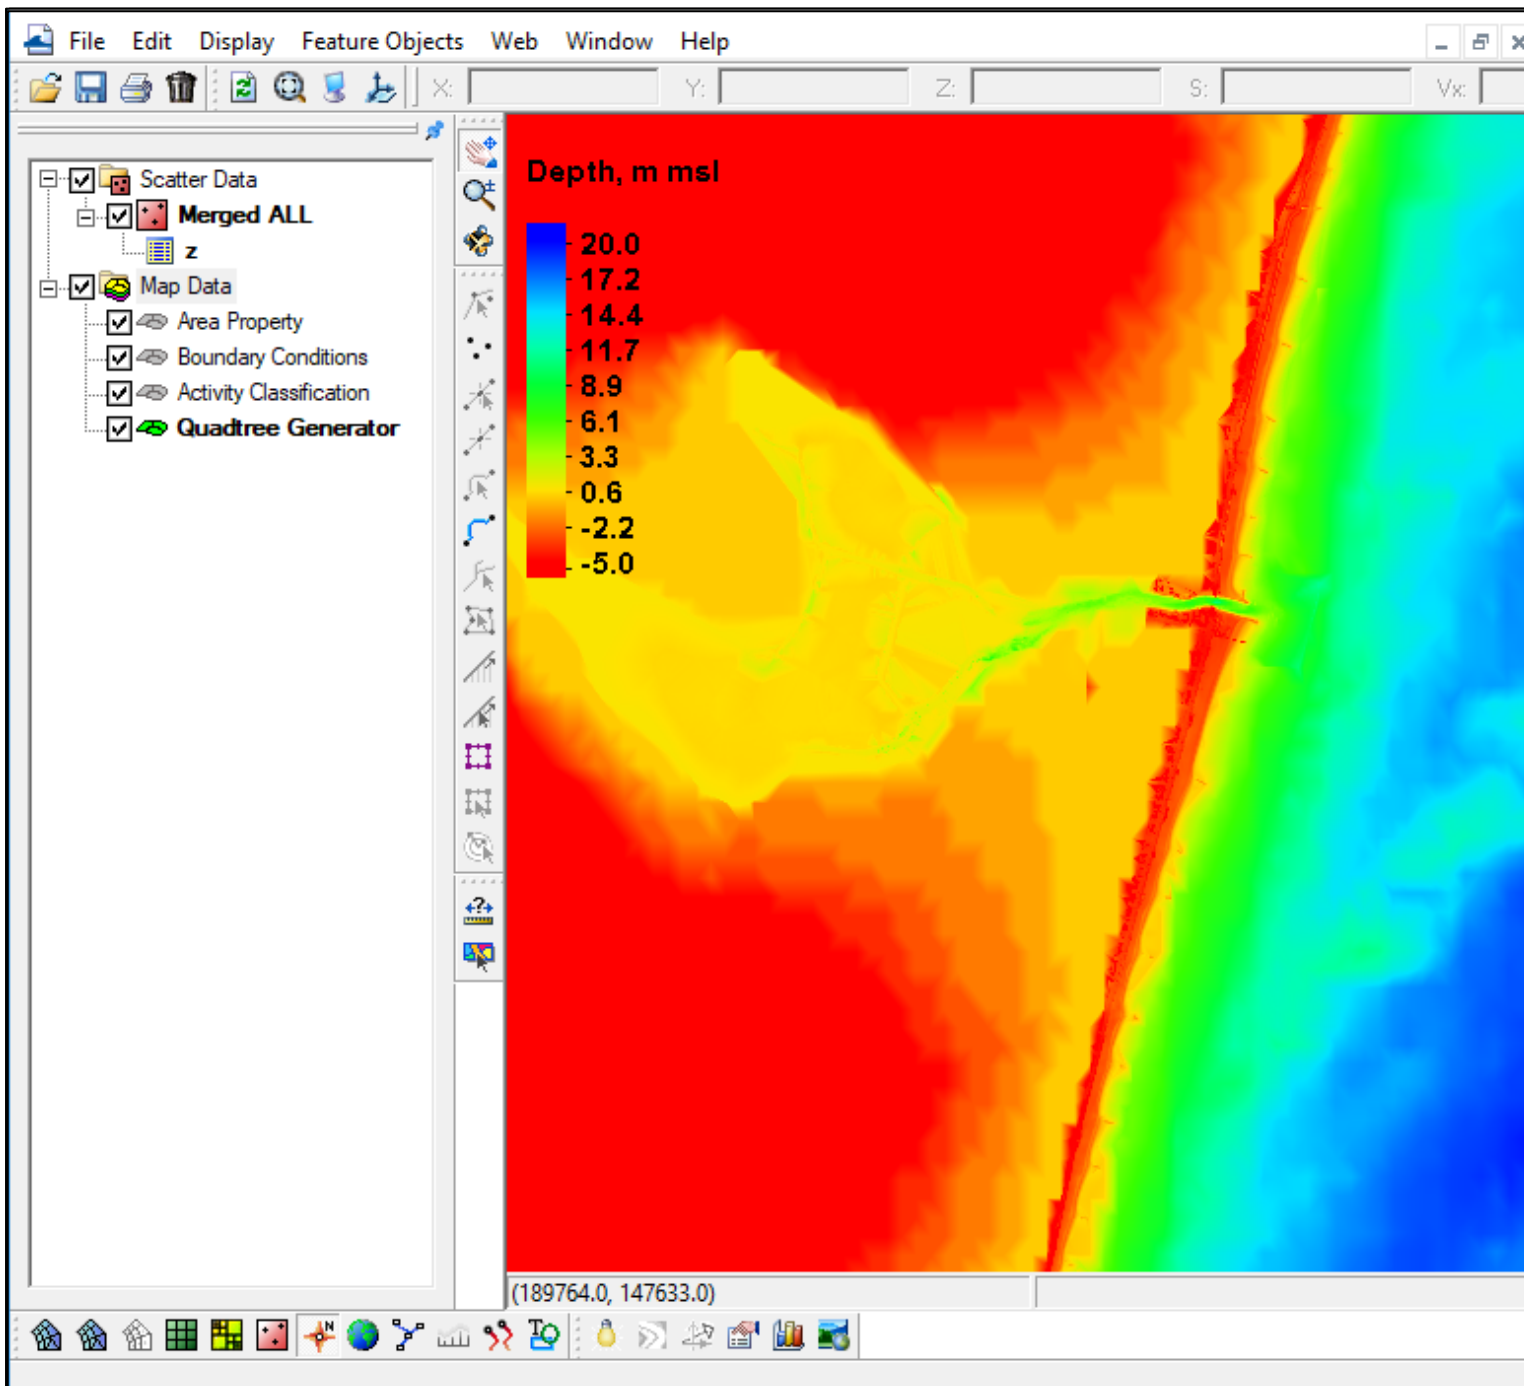 File Edit Display Feature Objects Web Window Help
X: Y: Z: S: Vx:
Scatter Data
Merged ALL
z
Map Data
Area Property
Boundary Conditions
Activity Classification
Quadtree Generator
Depth, m msl
20.0
17.2
14.4
11.7
8.9
6.1
3.3
0.6
-2.2
-5.0
(189764.0, 147633.0)